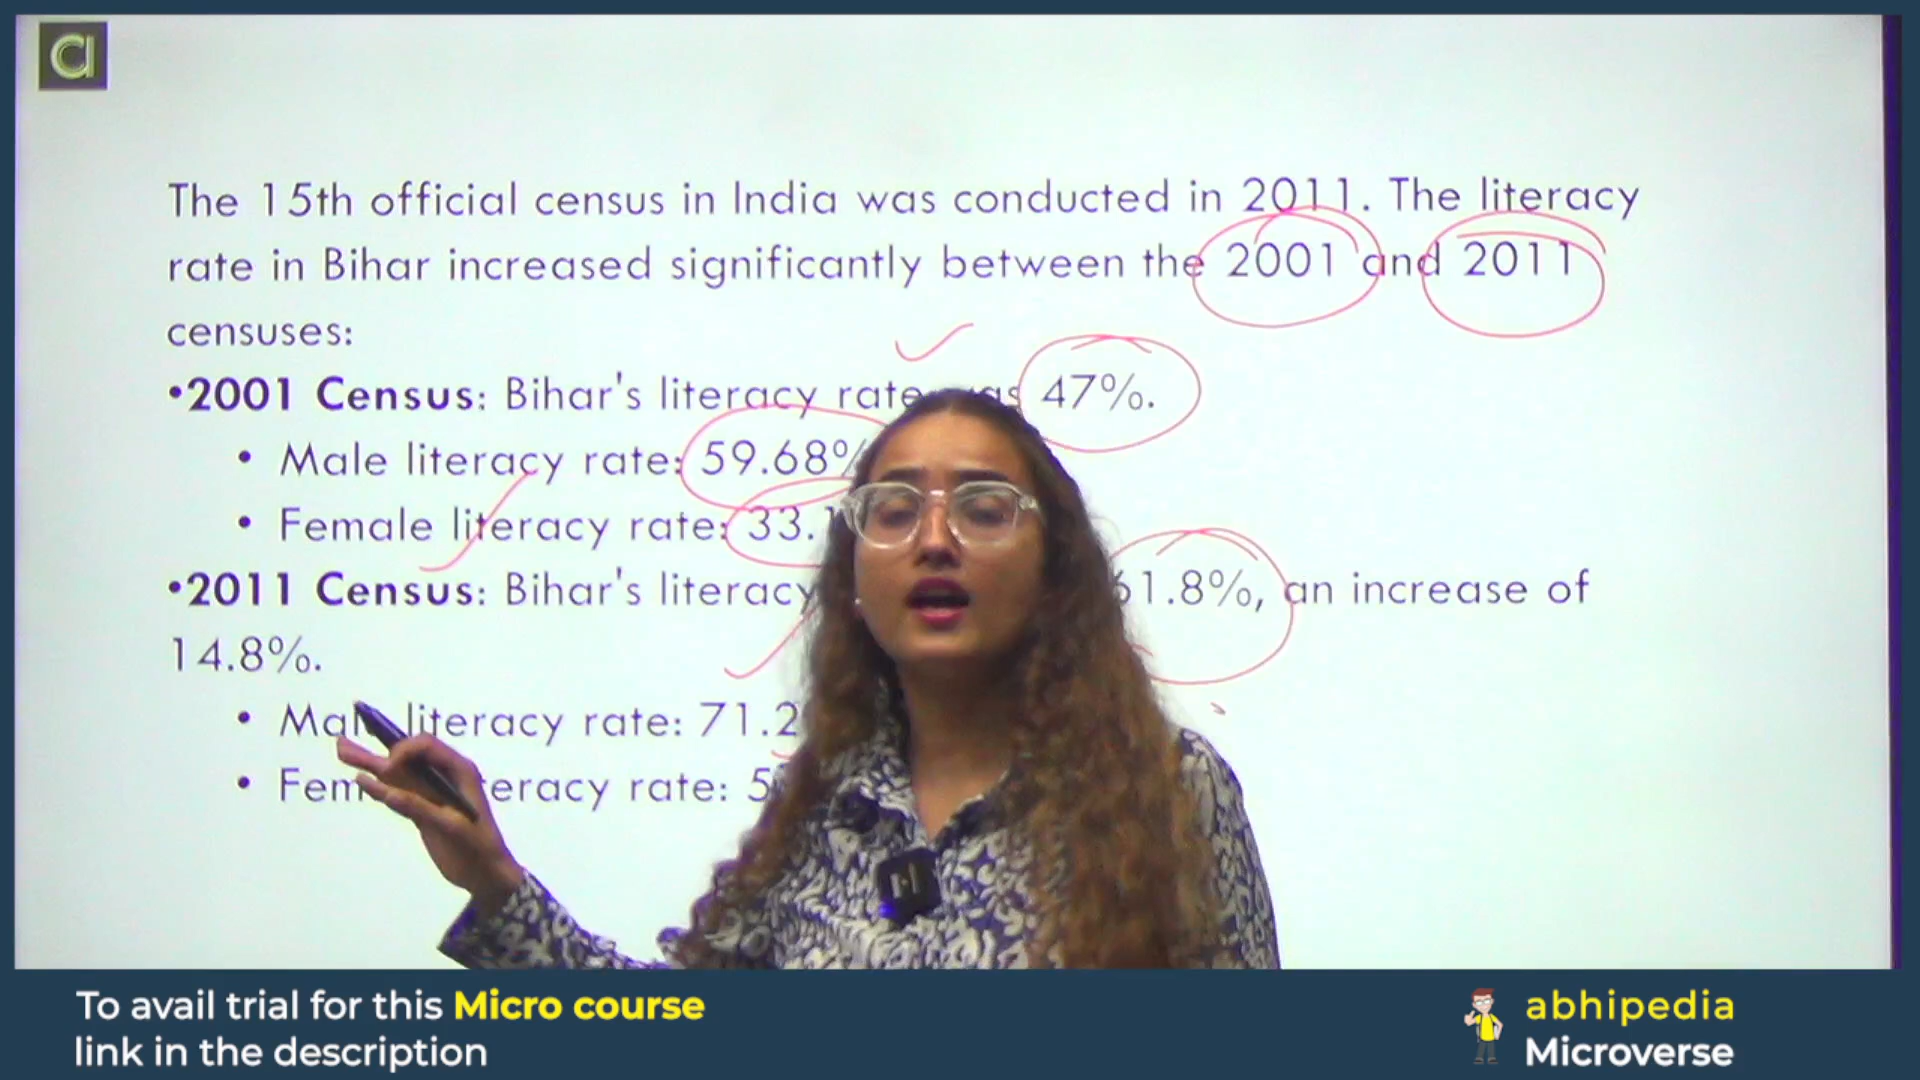 The 15th official census in India was conducted in 2011. The literacy
rate in Bihar increased significantly between the 2001 and 2011
censuses:
•2001 Census: Bihar's literacy rate 47%.
• Male literacy rate: 59.68%
• Female literacy rate: 33.
•2011 Census: Bihar's literacy 61.8%, an increase of
14.8%.
• Male literacy rate: 71.2
• literacy rate: 5
To avail trial for this Micro course
link in the description
abhipedia
Microverse